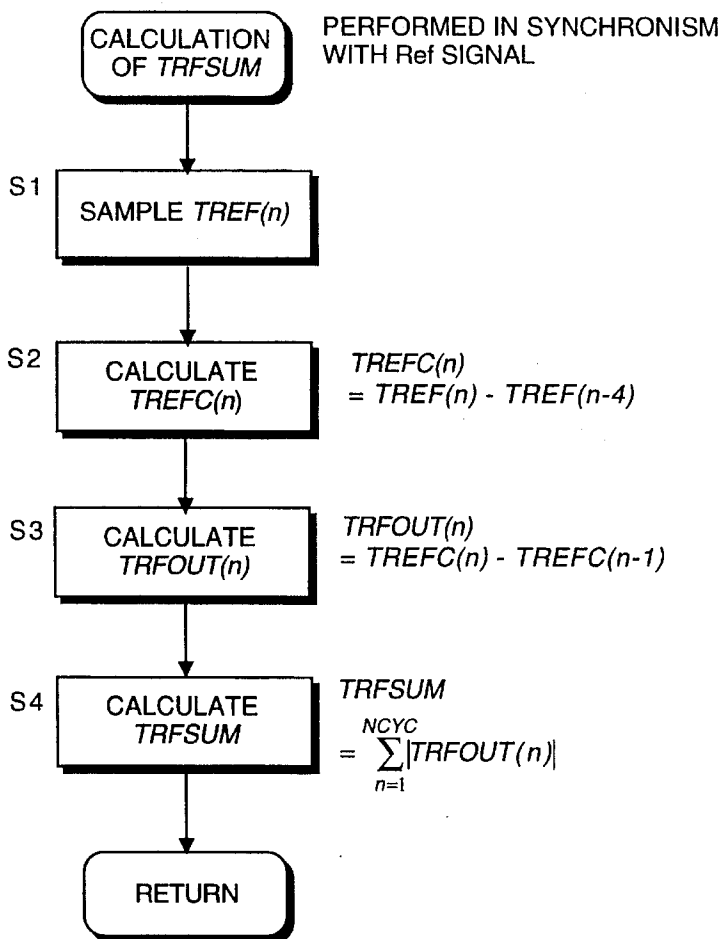 CALCULATION
OF TRFSUM
PERFORMED IN SYNCHRONISM
WITH Ref SIGNAL
S1
SAMPLE TREF(n)
S2
CALCULATE
TREFC(n)
TREFC(n)
= TREF(n) - TREF(n-4)
S3
CALCULATE
TRFOUT(n)
TRFOUT(n)
= TREFC(n) - TREFC(n-1)
S4
CALCULATE
TRFSUM
TRFSUM
NCYC
= ∑|TRFOUT(n)|
n=1
RETURN